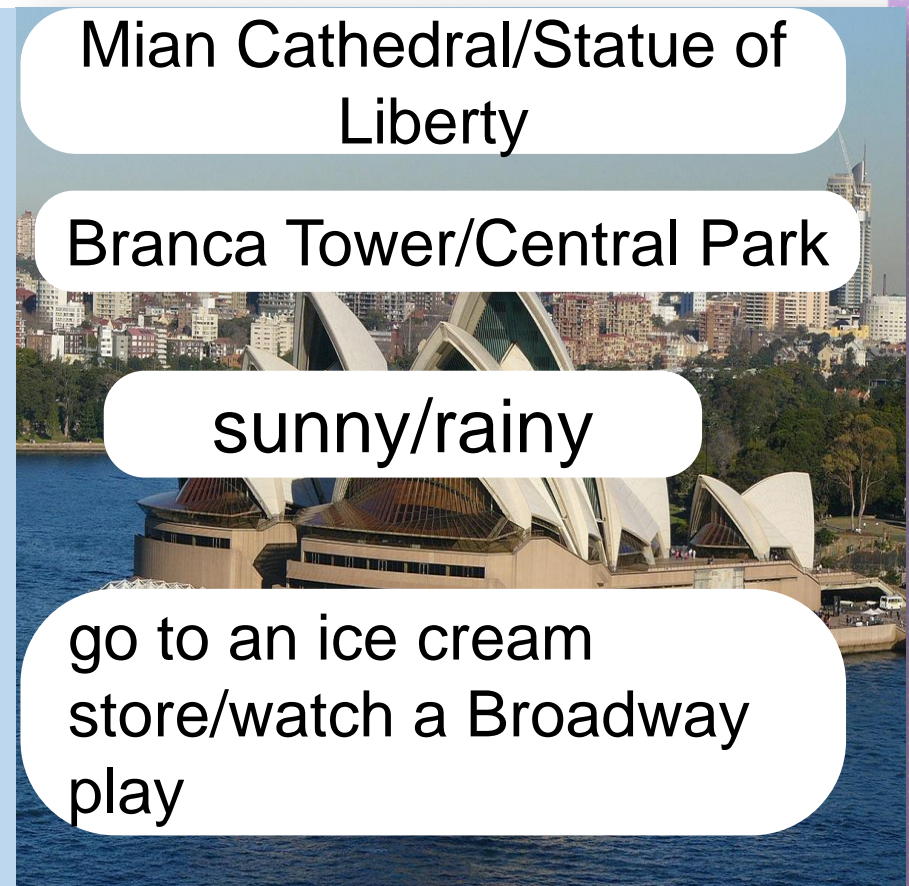 Mian Cathedral/Statue of
Liberty
Branca Tower/Central Park
sunny/rainy
go to an ice cream
store/watch a Broadway
play